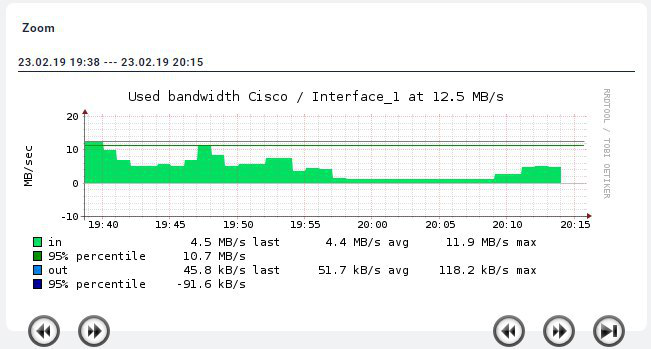 Zoom
23.02.19 19:38 --- 23.02.19 20:15
Used bandwidth Cisco / Interface_1 at 12.5 MB/s
RRDTOOL / TOBI OETIKER
MB/sec
20
10
0
-10
19:40 19:45 19:50 19:55 20:00 20:05 20:10 20:15
in 4.5 MB/s last 4.4 MB/s avg 11.9 MB/s max
95% percentile 10.7 MB/s
out 45.8 kB/s last 51.7 kB/s avg 118.2 kB/s max
95% percentile -91.6 kB/s